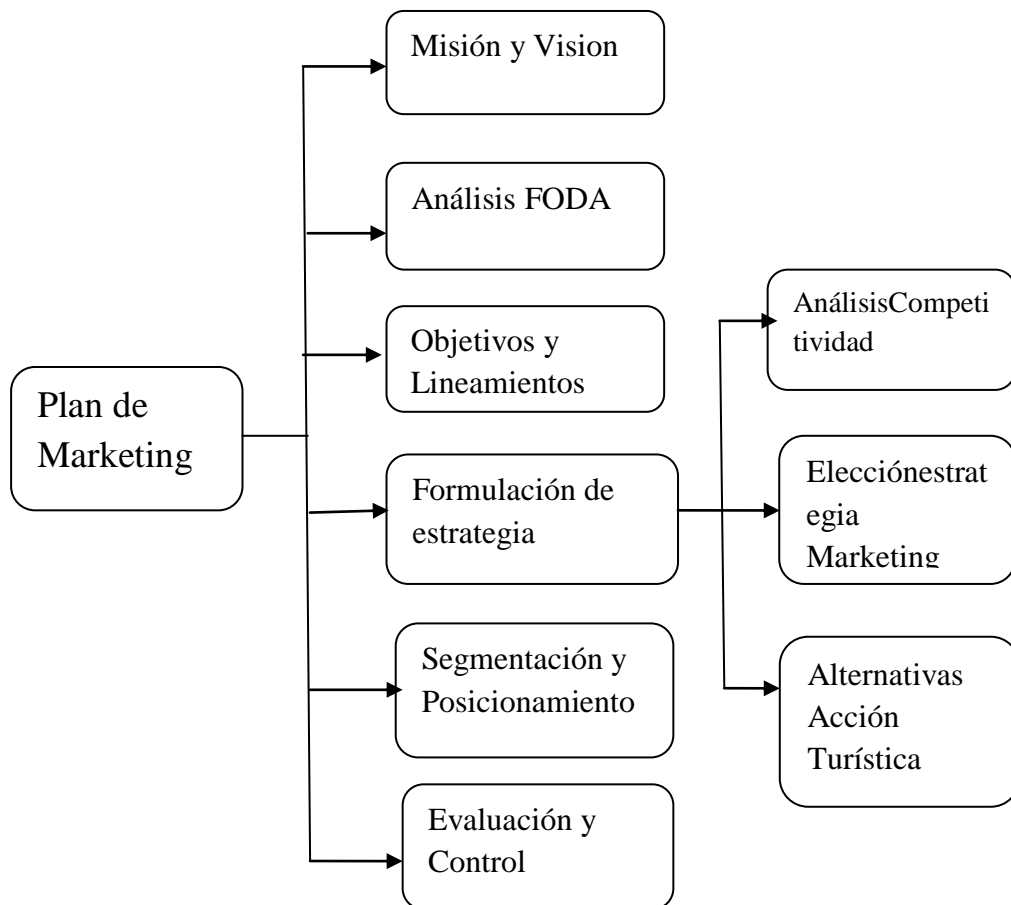 Misión y Vision
Análisis FODA
Objetivos y
Lineamientos
Plan de
Marketing
Formulación de
estrategia
Segmentación y
Posicionamiento
Evaluación y
Control
AnálisisCompeti
tividad
Elecciónestrat
egia
Marketing
Alternativas
Acción
Turística